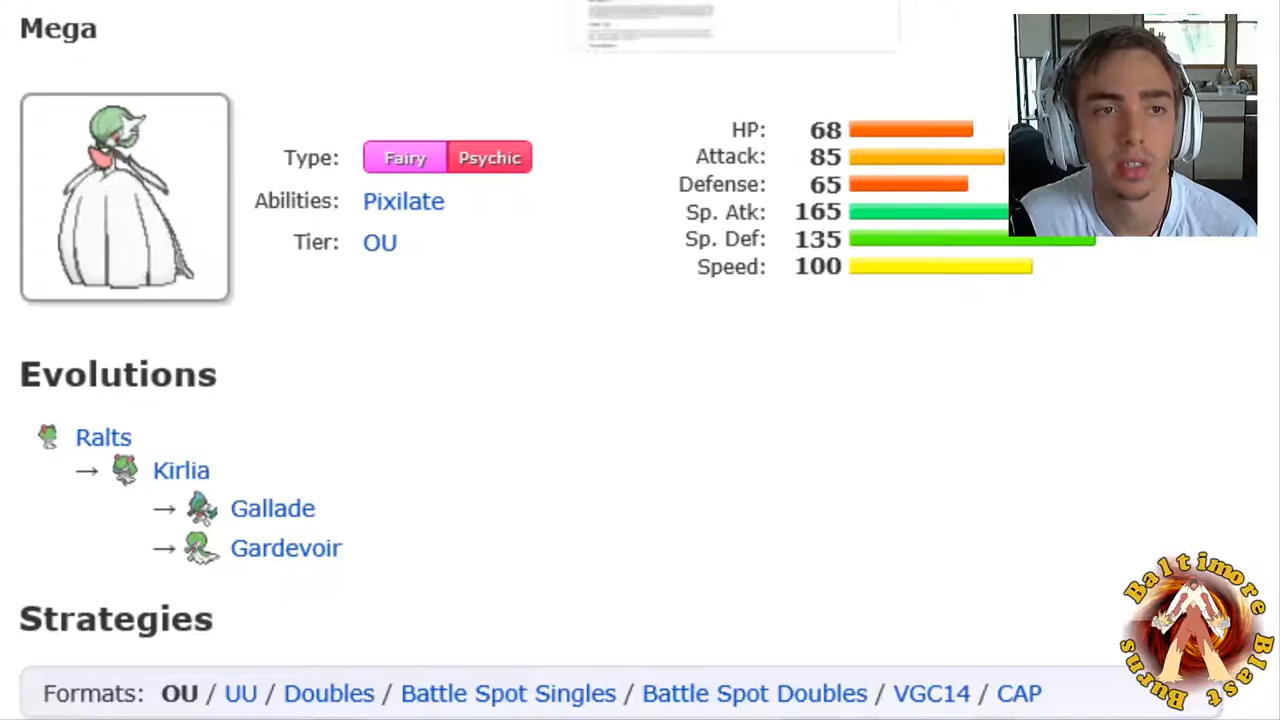 Mega
Type: Fairy Psychic
Abilities: Pixilate
Tier: OU
HP: 68
Attack: 85
Defense: 65
Sp. Atk: 165
Sp. Def: 135
Speed: 100
Evolutions
Ralts
→ Kirlia
→ Gallade
→ Gardevoir
Strategies
Formats: OU / UU / Doubles / Battle Spot Singles / Battle Spot Doubles / VGC14 / CAP
Baltimore Blast Burns